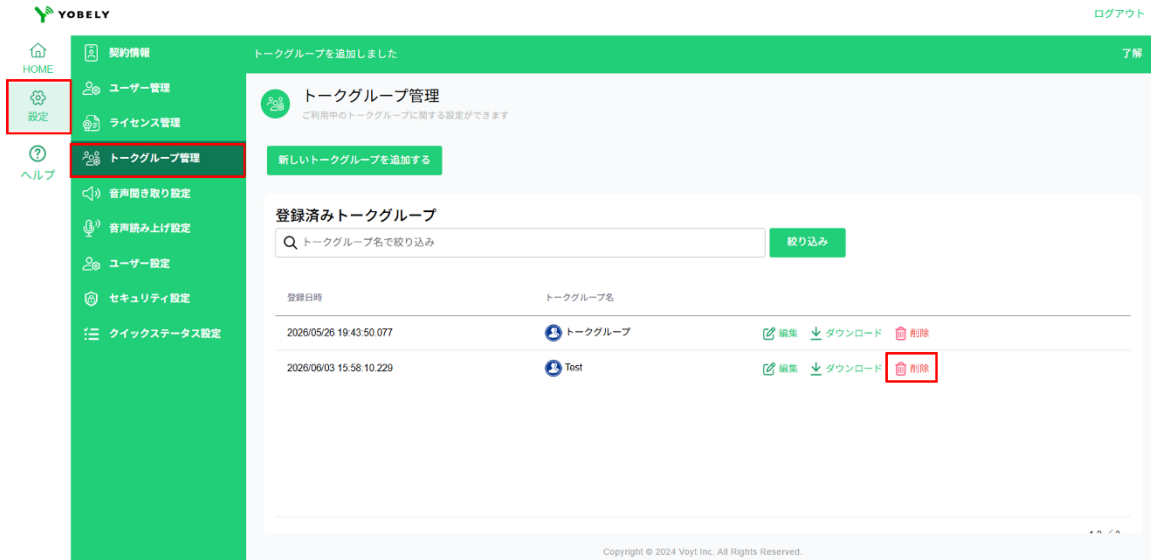 YOBELY
ログアウト
HOME
設定
ヘルプ
契約情報
ユーザー管理
ライセンス管理
トークグループ管理
音声聞き取り設定
音声読み上げ設定
ユーザー設定
セキュリティ設定
クイックステータス設定
トークグループを追加しました 了解
トークグループ管理
ご利用中のトークグループに関する設定ができます
新しいトークグループを追加する
登録済みトークグループ
トークグループ名で絞り込み 絞り込み
登録日時 トークグループ名
2026/05/26 19:43:50.077 トークグループ 編集 ダウンロード 削除
2026/06/03 15:58:10.229 Test 編集 ダウンロード 削除
Copyright © 2024 Voyt Inc. All Rights Reserved.